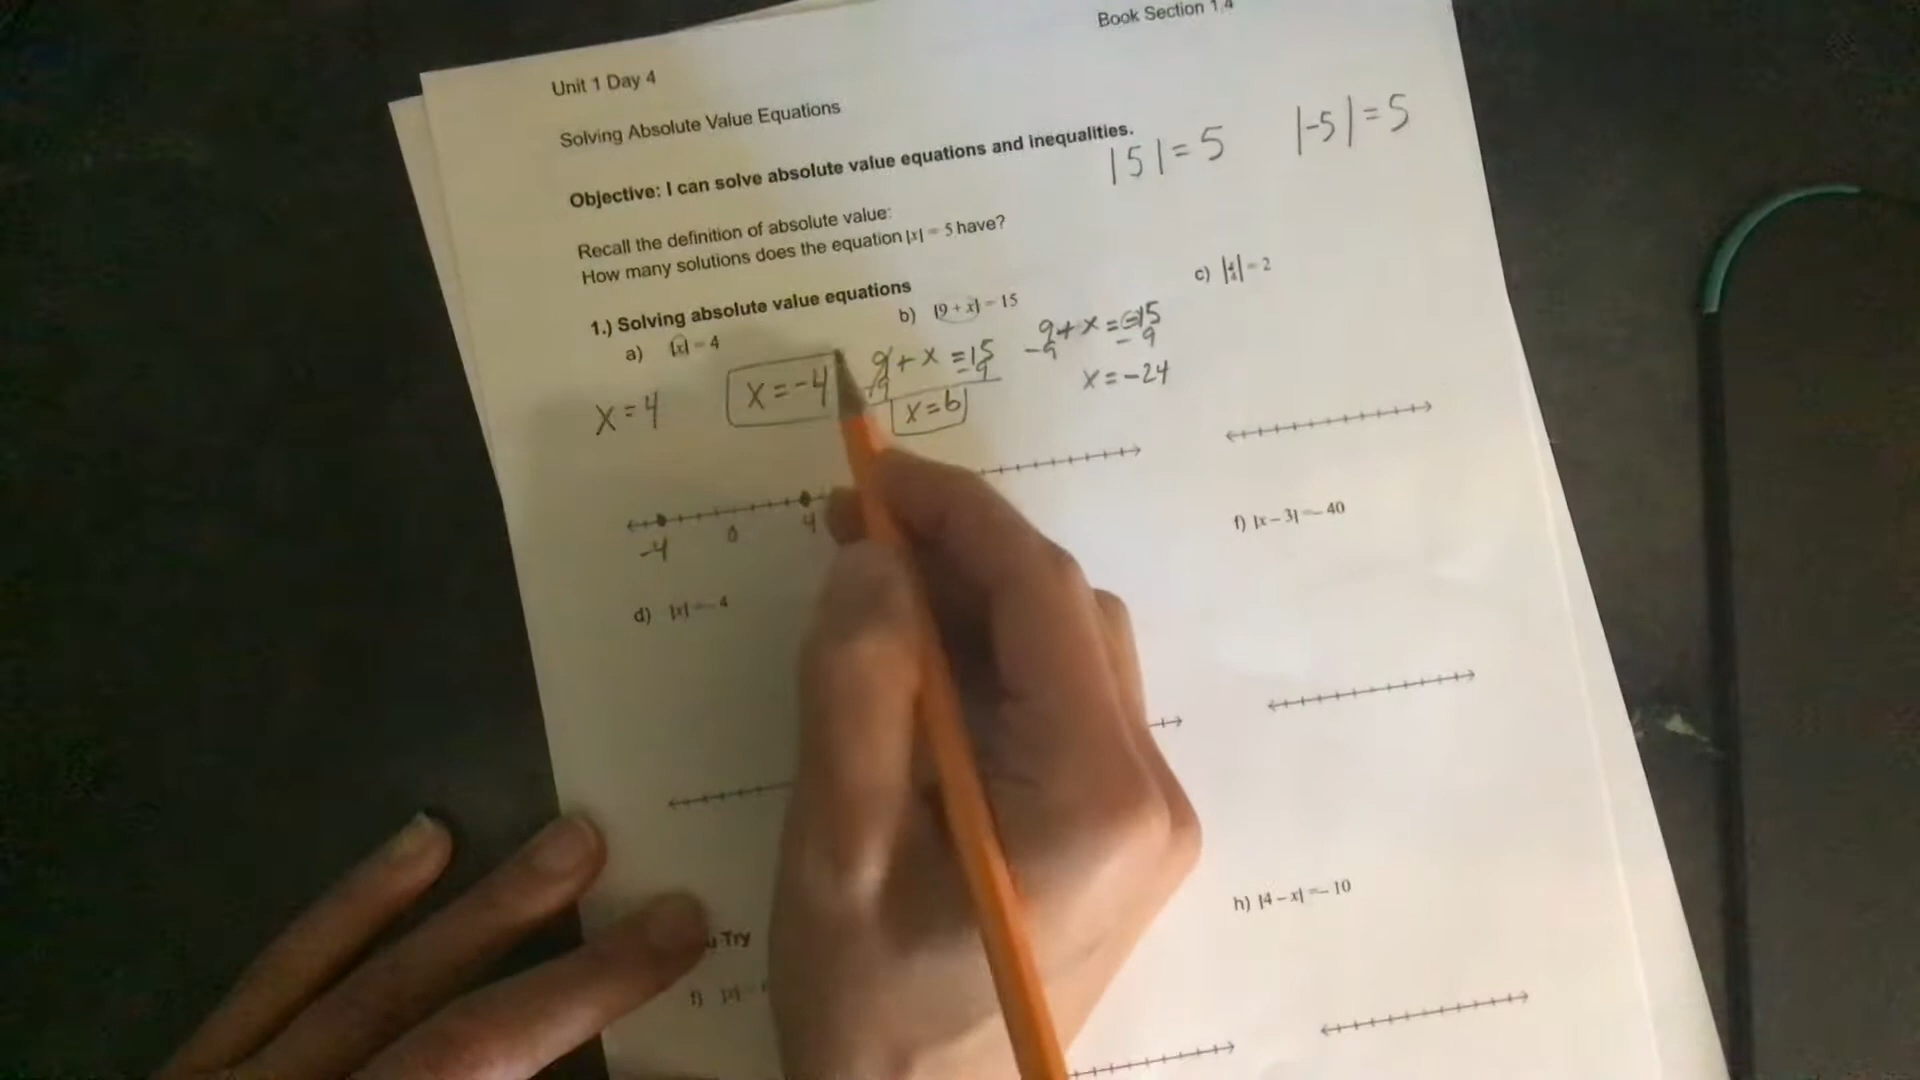 Book Section 1.4
Unit 1 Day 4
Solving Absolute Value Equations
Objective: I can solve absolute value equations and inequalities.
|5|=5
|-5|=5
Recall the definition of absolute value:
How many solutions does the equation |x| = 5 have?
1.) Solving absolute value equations
a) |x| = 4
b) |9 + x| = 15
c) = 2
x=4
x=-4
9+x=15
-9 -9
x=6
9+x=-15
-9 -9
x=-24
-4 0 4
d) |x| = -4
f) |x – 3| = -40
Try
h) |4 – x| = -10
f)